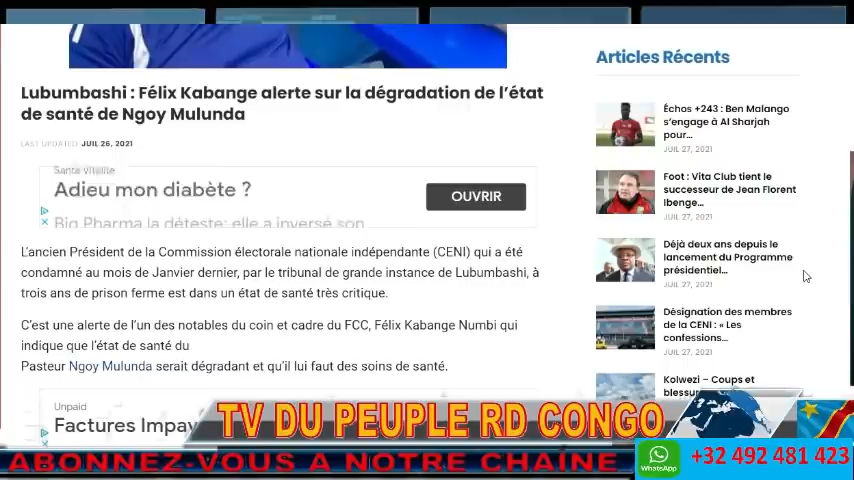 Lubumbashi : Félix Kabange alerte sur la dégradation de l'état
de santé de Ngoy Mulunda
LAST UPDATED JUIL 26, 2021
Santé Vitalité
Adieu mon diabète ?
OUVRIR
Big Pharma la déteste: elle a inversé son
L'ancien Président de la Commission électorale nationale indépendante (CENI) qui a été
condamné au mois de Janvier dernier, par le tribunal de grande instance de Lubumbashi, à
trois ans de prison ferme est dans un état de santé très critique.
C'est une alerte de l'un des notables du coin et cadre du FCC, Félix Kabange Numbi qui
indique que l'état de santé du
Pasteur Ngoy Mulunda serait dégradant et qu'il lui faut des soins de santé.
Unpaid
Factures Impay
Articles Récents
Échos +243 : Ben Malango
s'engage à Al Sharjah
pour...
JUIL 27, 2021
Foot : Vita Club tient le
successeur de Jean Florent
Ibenge...
JUIL 27, 2021
Déjà deux ans depuis le
lancement du Programme
présidentiel...
JUIL 27, 2021
Désignation des membres
de la CENI : « Les
confessions...
JUIL 27, 2021
Kolwezi – Coups et
blessur
TV DU PEUPLE RD CONGO
ABONNEZ-VOUS A NOTRE CHAINE
WhatsApp
+32 492 481 423